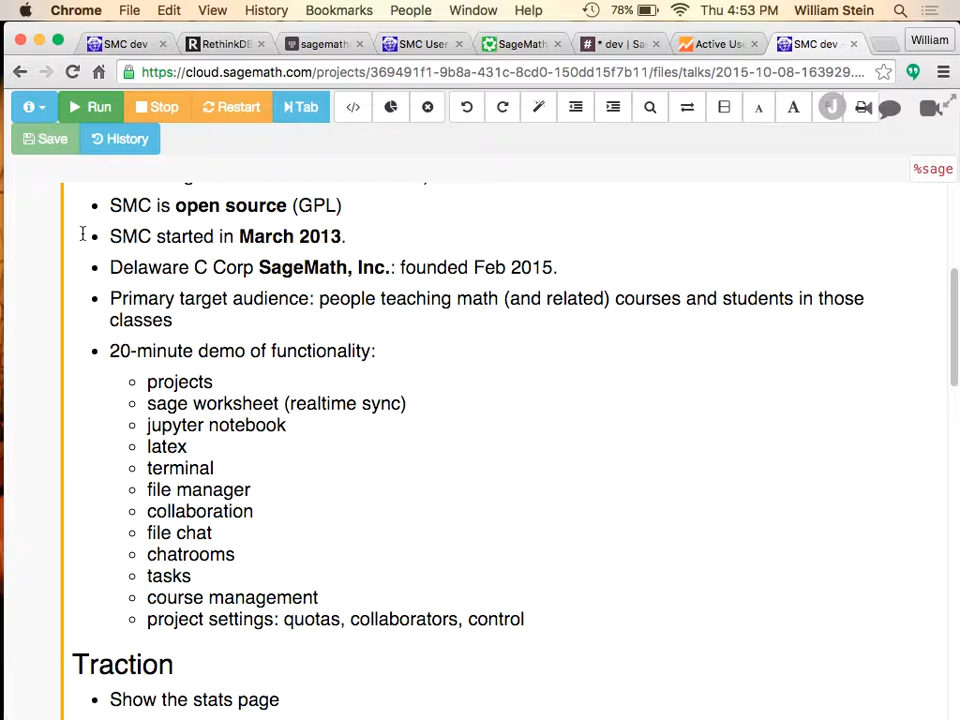 Chrome File Edit View History Bookmarks People Window Help 78% Thu 4:53 PM William Stein
SMC dev RethinkDB sagemath SMC User SageMath * dev | Sa Active Us SMC dev - William
https://cloud.sagemath.com/projects/369491f1-9b8a-431c-8cd0-150dd15f7b11/files/talks/2015-10-08-163929....
Run Stop Restart Tab </> A A J
Save History
%sage
• SMC is open source (GPL)
• SMC started in March 2013.
• Delaware C Corp SageMath, Inc.: founded Feb 2015.
• Primary target audience: people teaching math (and related) courses and students in those
classes
• 20-minute demo of functionality:
◦ projects
◦ sage worksheet (realtime sync)
◦ jupyter notebook
◦ latex
◦ terminal
◦ file manager
◦ collaboration
◦ file chat
◦ chatrooms
◦ tasks
◦ course management
◦ project settings: quotas, collaborators, control
Traction
• Show the stats page